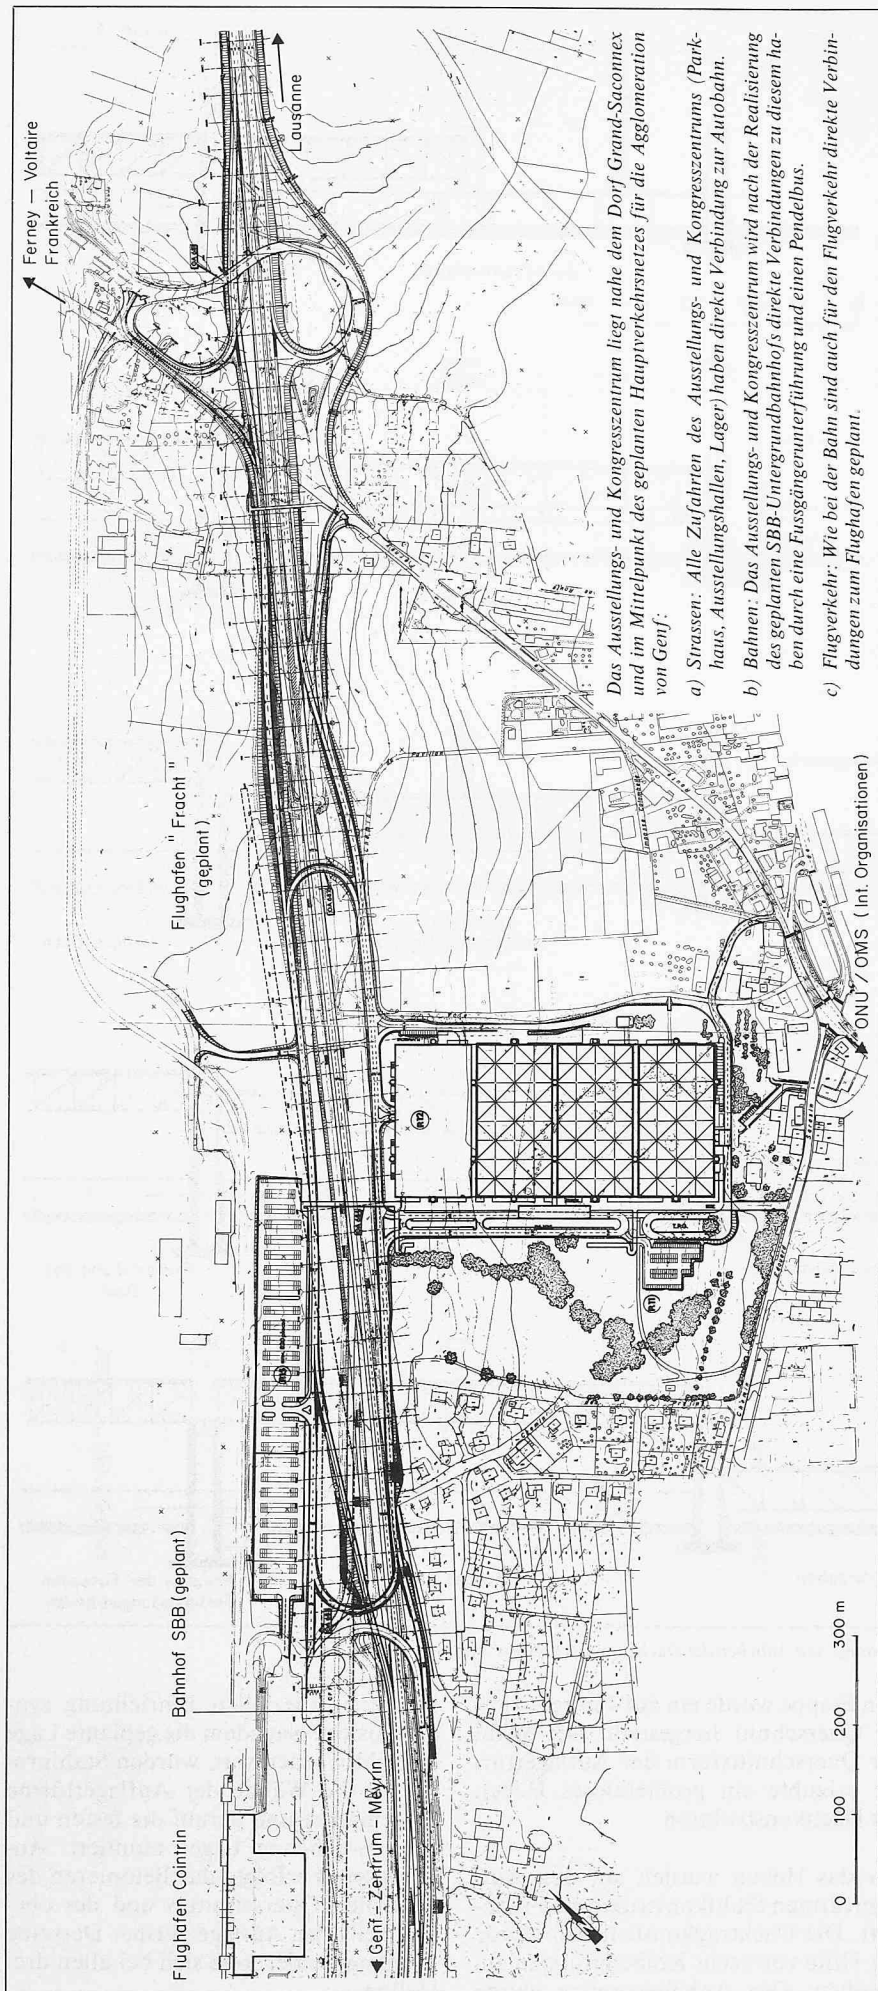 Ferney — Voltaire
Frankreich
Lausanne
Flughafen "Fracht"
(geplant)
Bahnhof SBB (geplant)
Flughafen Cointrin
Genf-Zentrum - Meyrin
ONU / OMS (Int. Organisationen)
0 100 200 300 m
R12
R11
T.P.G.
Das Ausstellungs- und Kongresszentrum liegt nahe dem Dorf Grand-Saconnex
und im Mittelpunkt des geplanten Hauptverkehrsnetzes für die Agglomeration
von Genf:
a) Strassen: Alle Zufahrten des Ausstellungs- und Kongresszentrums (Park-
haus, Ausstellungshallen, Lager) haben direkte Verbindung zur Autobahn.
b) Bahnen: Das Ausstellungs- und Kongresszentrum wird nach der Realisierung
des geplanten SBB-Untergrundbahnhofs direkte Verbindungen zu diesem ha-
ben durch eine Fussgängerunterführung und einen Pendelbus.
c) Flugverkehr: Wie bei der Bahn sind auch für den Flugverkehr direkte Verbin-
dungen zum Flughafen geplant.